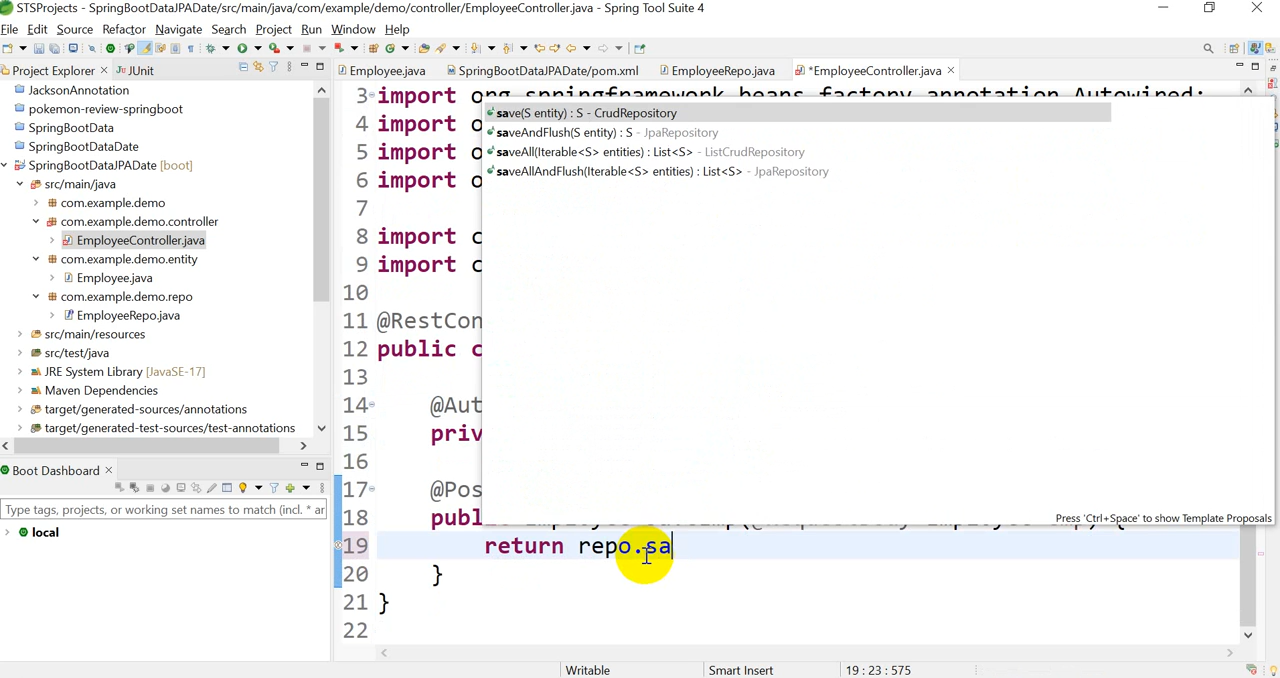 STSProjects - SpringBootDataJPADate/src/main/java/com/example/demo/controller/EmployeeController.java - Spring Tool Suite 4
File Edit Source Refactor Navigate Search Project Run Window Help
Project Explorer JUnit
Employee.java SpringBootDataJPADate/pom.xml EmployeeRepo.java *EmployeeController.java
JacksonAnnotation
pokemon-review-springboot
SpringBootData
SpringBootDataDate
SpringBootDataJPADate [boot]
src/main/java
com.example.demo
com.example.demo.controller
EmployeeController.java
com.example.demo.entity
Employee.java
com.example.demo.repo
EmployeeRepo.java
src/main/resources
src/test/java
JRE System Library [JavaSE-17]
Maven Dependencies
target/generated-sources/annotations
target/generated-test-sources/test-annotations
Boot Dashboard
Type tags, projects, or working set names to match (incl. * ar
local
3 import org.springframework.beans.factory.annotation.Autowired;
4 import o
5 import o
6 import o
7
8 import c
9 import c
10
11 @RestCon
12 public c
13
14 @Aut
15 priv
16
17 @Pos
18 publ
19 return repo.sa
20 }
21 }
22
save(S entity) : S - CrudRepository
saveAndFlush(S entity) : S - JpaRepository
saveAll(Iterable<S> entities) : List<S> - ListCrudRepository
saveAllAndFlush(Iterable<S> entities) : List<S> - JpaRepository
Press 'Ctrl+Space' to show Template Proposals
Writable Smart Insert 19 : 23 : 575